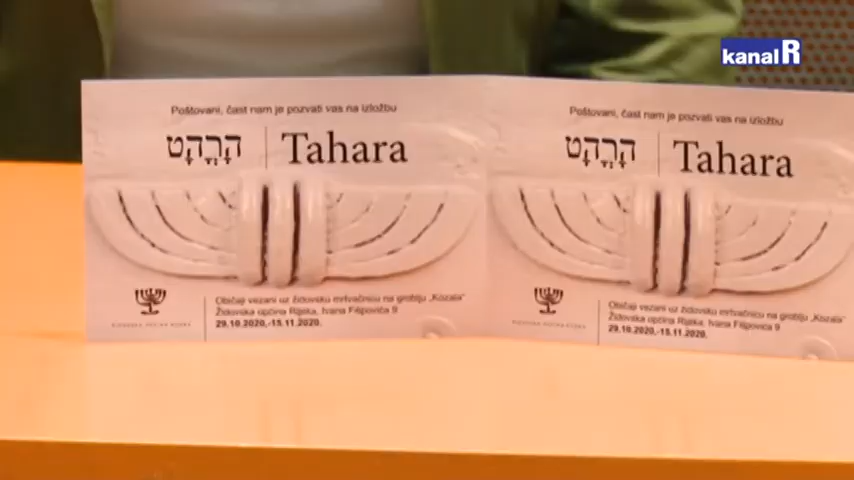 kanal R
Poštovani, čast nam je pozvati vas na izložbu
הָרְהָט | Tahara
Običaji vezani uz židovsku mrtvačnicu na groblju „Kozala“
Židovska općina Rijeka, Ivana Filipovića 9
29.10.2020.-15.11.2020.
Poštovani, čast nam je pozvati vas na izložbu
הָרְהָט | Tahara
Običaji vezani uz židovsku mrtvačnicu na groblju „Kozala“
Židovska općina Rijeka, Ivana Filipovića 9
29.10.2020.-15.11.2020.